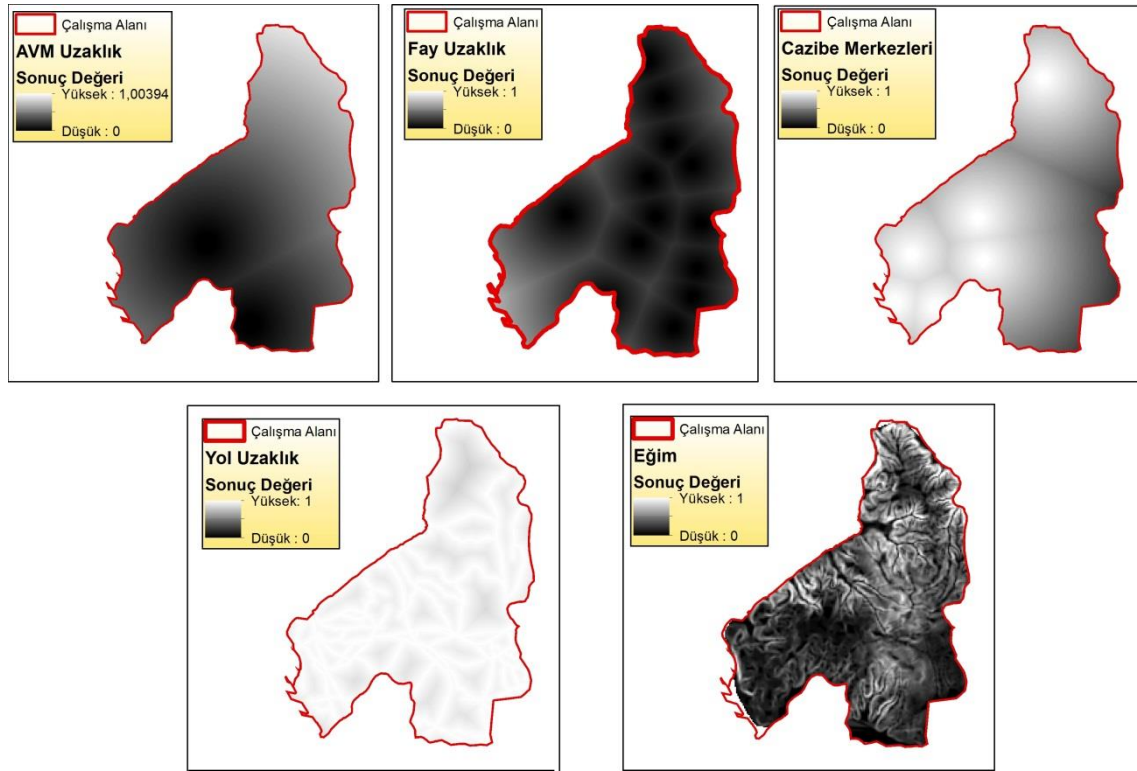 Çalışma Alanı
AVM Uzaklık
Sonuç Değeri
Yüksek : 1,00394
Düşük : 0
Çalışma Alanı
Fay Uzaklık
Sonuç Değeri
Yüksek : 1
Düşük : 0
Çalışma Alanı
Cazibe Merkezleri
Sonuç Değeri
Yüksek : 1
Düşük : 0
Çalışma Alanı
Yol Uzaklık
Sonuç Değeri
Yüksek: 1
Düşük : 0
Çalışma Alanı
Eğim
Sonuç Değeri
Yüksek : 1
Düşük : 0